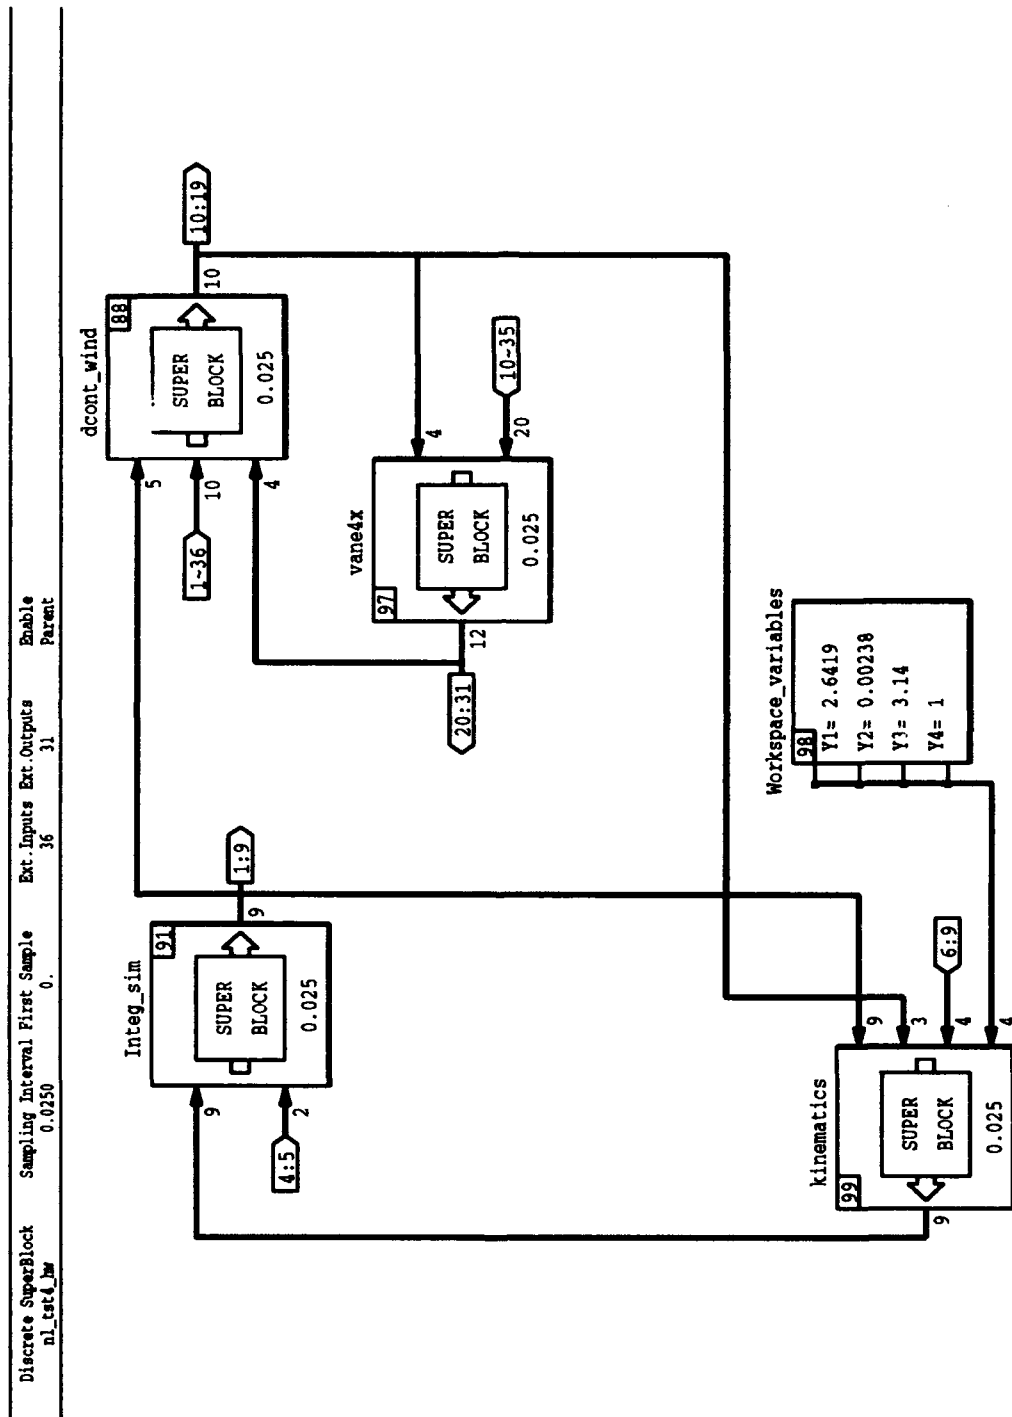 Discrete SuperBlock Sampling Interval First Sample Ext.Inputs Ext.Outputs Enable
nl_tst4_hw 0.0250 0. 36 31 Parent
Integ_sim
91
SUPER
BLOCK
0.025
9
2
4:5
9
1:9
dcont_wind
88
SUPER
BLOCK
0.025
5
10
4
1~36
10
10:19
vane4x
97
SUPER
BLOCK
0.025
4
20
10~35
12
20:31
Workspace_variables
98
Y1= 2.6419
Y2= 0.00238
Y3= 3.14
Y4= 1
kinematics
99
SUPER
BLOCK
0.025
9
3
4
4
6:9
9